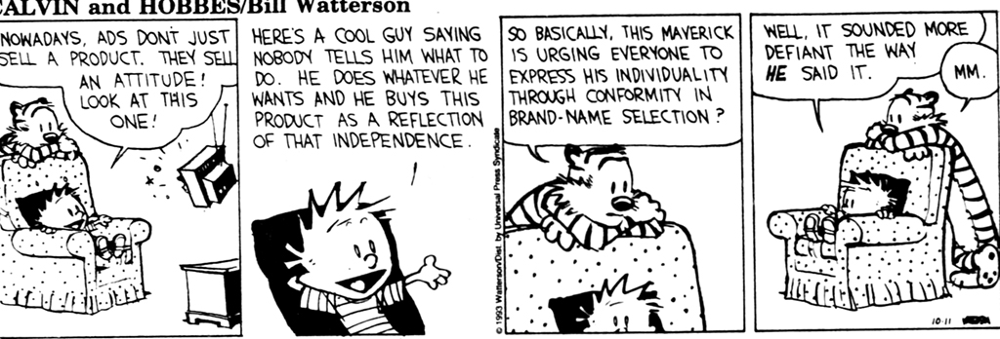 CALVIN and HOBBES/Bill Watterson
NOWADAYS, ADS DON'T JUST
SELL A PRODUCT. THEY SELL
AN ATTITUDE!
LOOK AT THIS
ONE!
HERE'S A COOL GUY SAYING
NOBODY TELLS HIM WHAT TO
DO. HE DOES WHATEVER HE
WANTS AND HE BUYS THIS
PRODUCT AS A REFLECTION
OF THAT INDEPENDENCE.
SO BASICALLY, THIS MAVERICK
IS URGING EVERYONE TO
EXPRESS HIS INDIVIDUALITY
THROUGH CONFORMITY IN
BRAND-NAME SELECTION?
© 1993 Watterson/Dist. by Universal Press Syndicate
WELL, IT SOUNDED MORE
DEFIANT THE WAY
HE SAID IT.
MM.
10-11